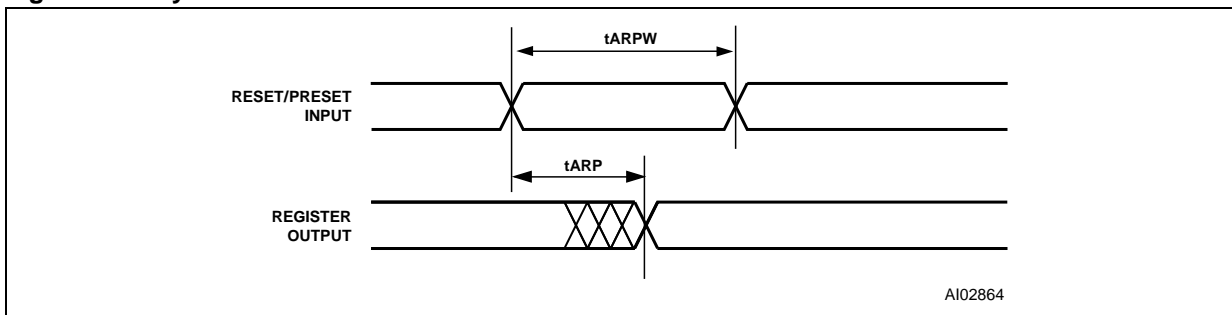 tARPW
RESET/PRESET
INPUT
tARP
REGISTER
OUTPUT
AI02864